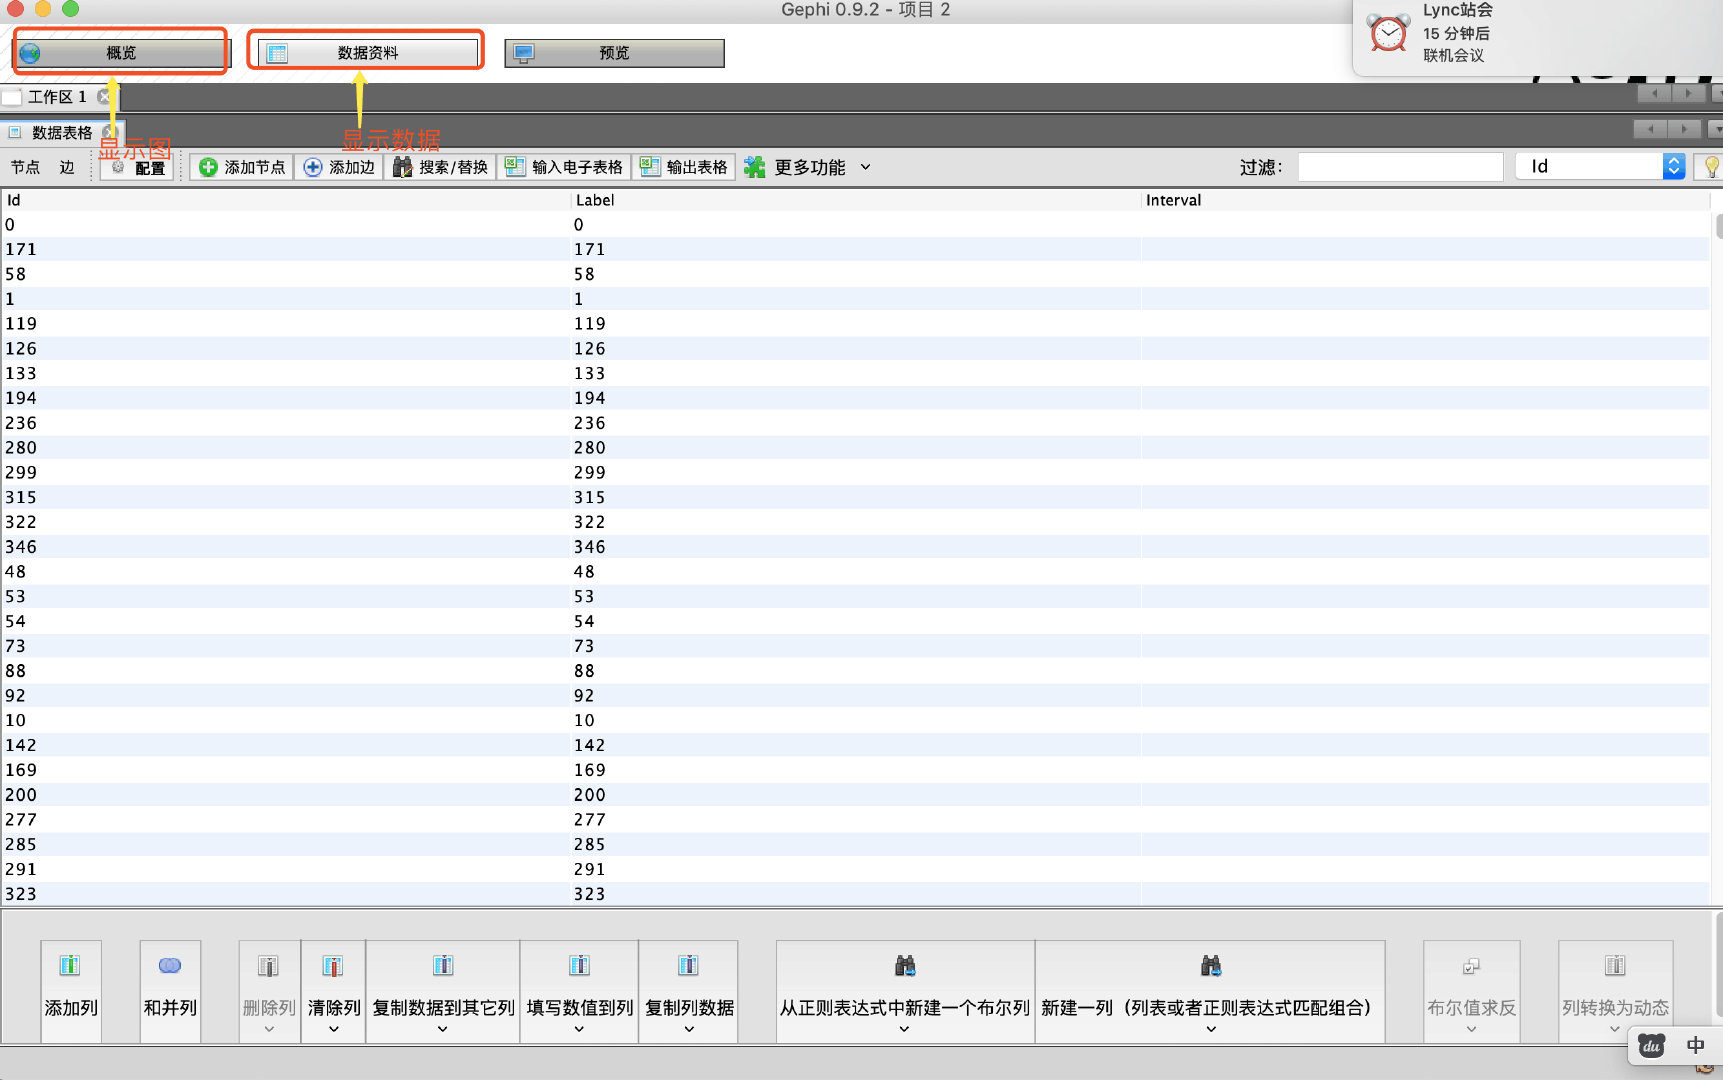 Gephi 0.9.2 - 项目 2
Lync站会
15 分钟后
联机会议
概览
数据资料
预览
工作区 1
数据表格
显示图
显示数据
节点 边 配置 添加节点 添加边 搜索/替换 输入电子表格 输出表格 更多功能 过滤： Id
Id Label Interval
0 0
171 171
58 58
1 1
119 119
126 126
133 133
194 194
236 236
280 280
299 299
315 315
322 322
346 346
48 48
53 53
54 54
73 73
88 88
92 92
10 10
142 142
169 169
200 200
277 277
285 285
291 291
323 323
添加列 和并列 删除列 清除列 复制数据到其它列 填写数值到列 复制列数据 从正则表达式中新建一个布尔列 新建一列（列表或者正则表达式匹配组合） 布尔值求反 列转换为动态
du 中